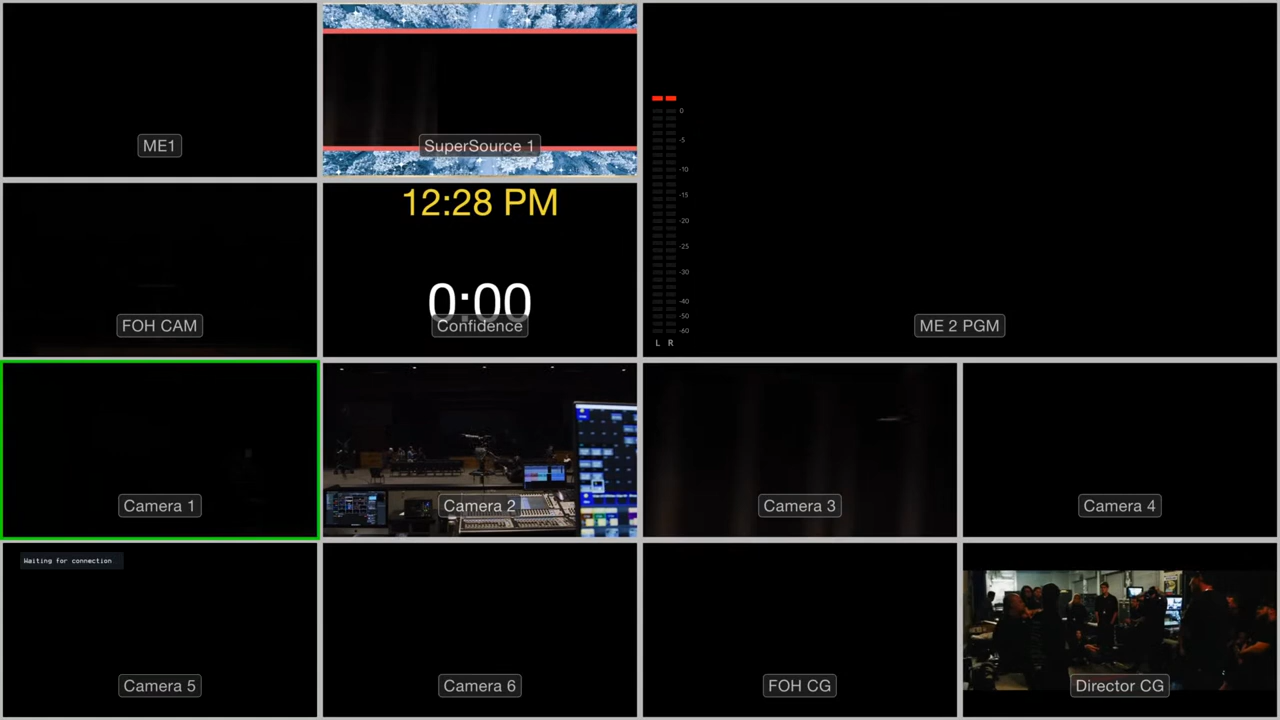 ME1
SuperSource 1
0
-5
-10
-15
-20
-25
-30
-40
-50
-60
L R
ME 2 PGM
FOH CAM
12:28 PM
0:00
Confidence
Camera 1
Camera 2
Camera 3
Camera 4
Waiting for connection
Camera 5
Camera 6
FOH CG
Director CG